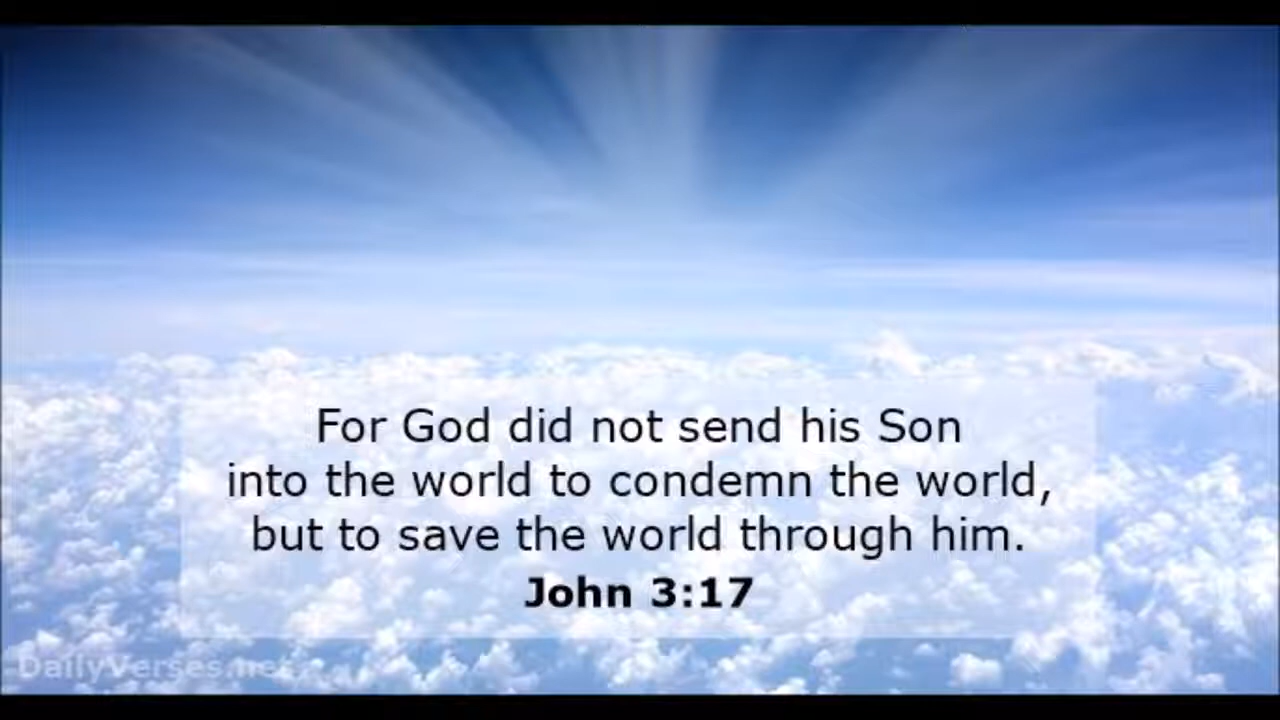 For God did not send his Son
into the world to condemn the world,
but to save the world through him.
John 3:17
DailyVerses.net